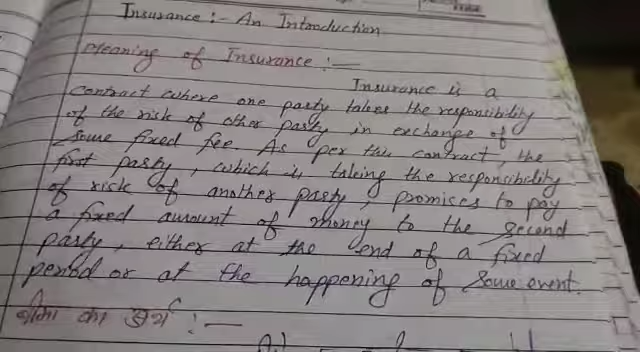 Insurance :- An Introduction
Meaning of Insurance :—
Insurance is a
contract where one party takes the responsibility
of the risk of other party in exchange of
some fixed fee. As per this contract, the
first party, which is taking the responsibility
of risk of another party, promises to pay
a fixed amount of money to the second
party, either at the end of a fixed
period or at the happening of some event.
बीमा का अर्थ :—